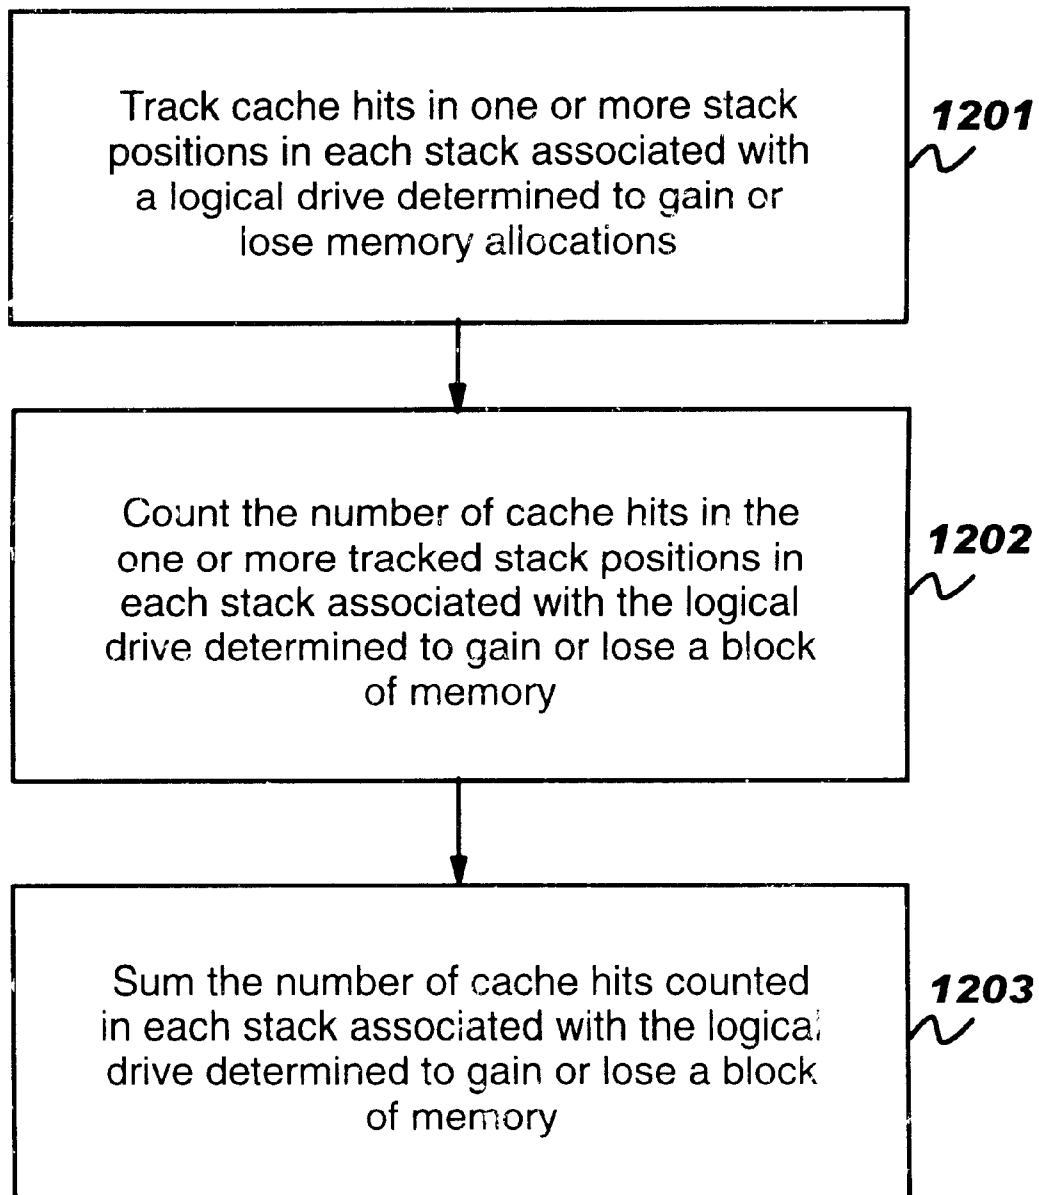 Track cache hits in one or more stack
positions in each stack associated with
a logical drive determined to gain or
lose memory allocations
1201
Count the number of cache hits in the
one or more tracked stack positions in
each stack associated with the logical
drive determined to gain or lose a block
of memory
1202
Sum the number of cache hits counted
in each stack associated with the logical
drive determined to gain or lose a block
of memory
1203